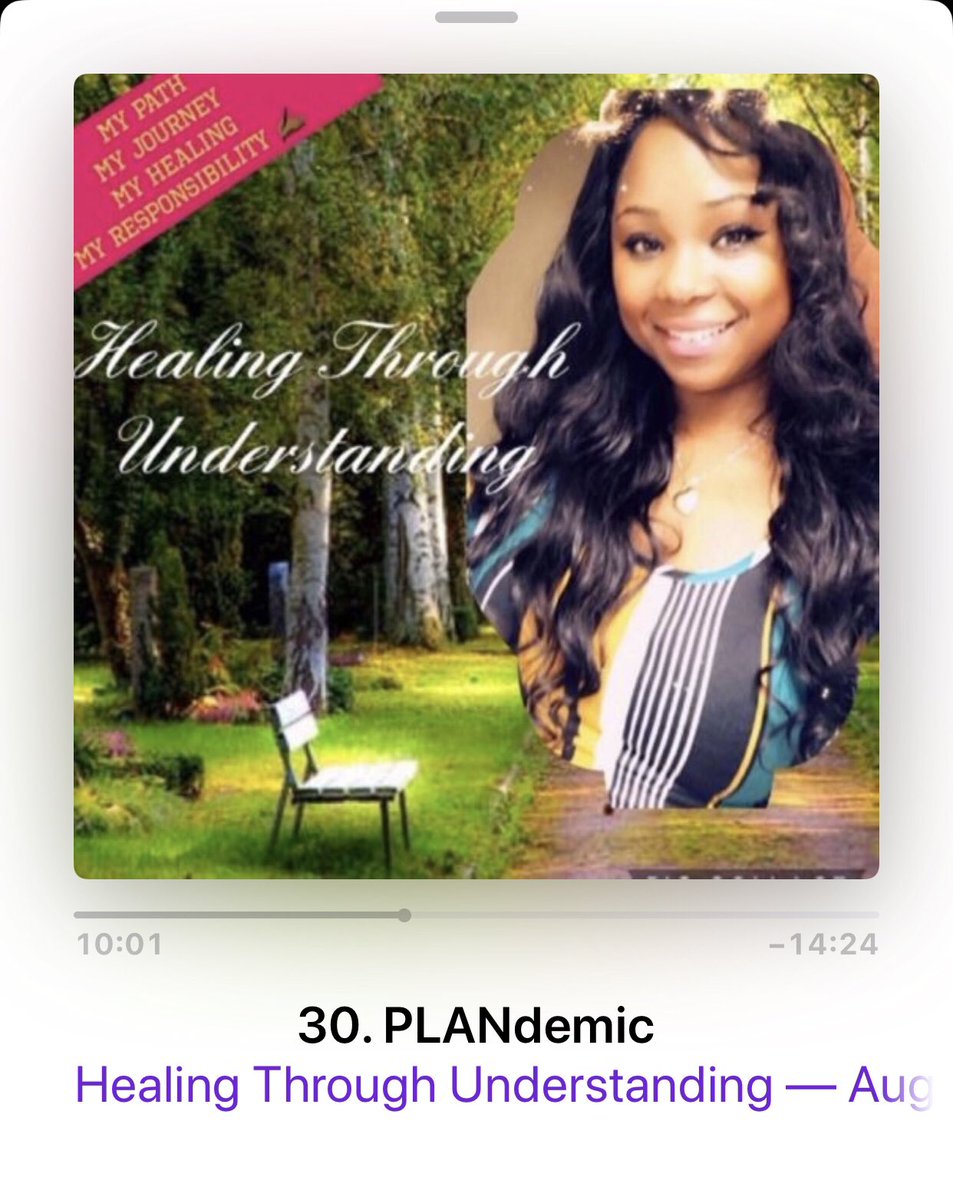 MY PATH
MY JOURNEY
MY HEALING
MY RESPONSIBILITY
Healing Through
Understanding
10:01
−14:24
30. PLANdemic
Healing Through Understanding — Aug